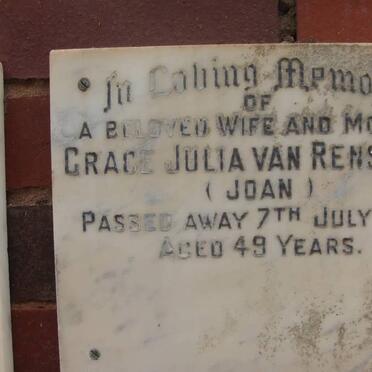 In Loving Memo
OF
A BELOVED WIFE AND MO
GRACE JULIA VAN RENS
( JOAN )
PASSED AWAY 7TH JULY
AGED 49 YEARS.